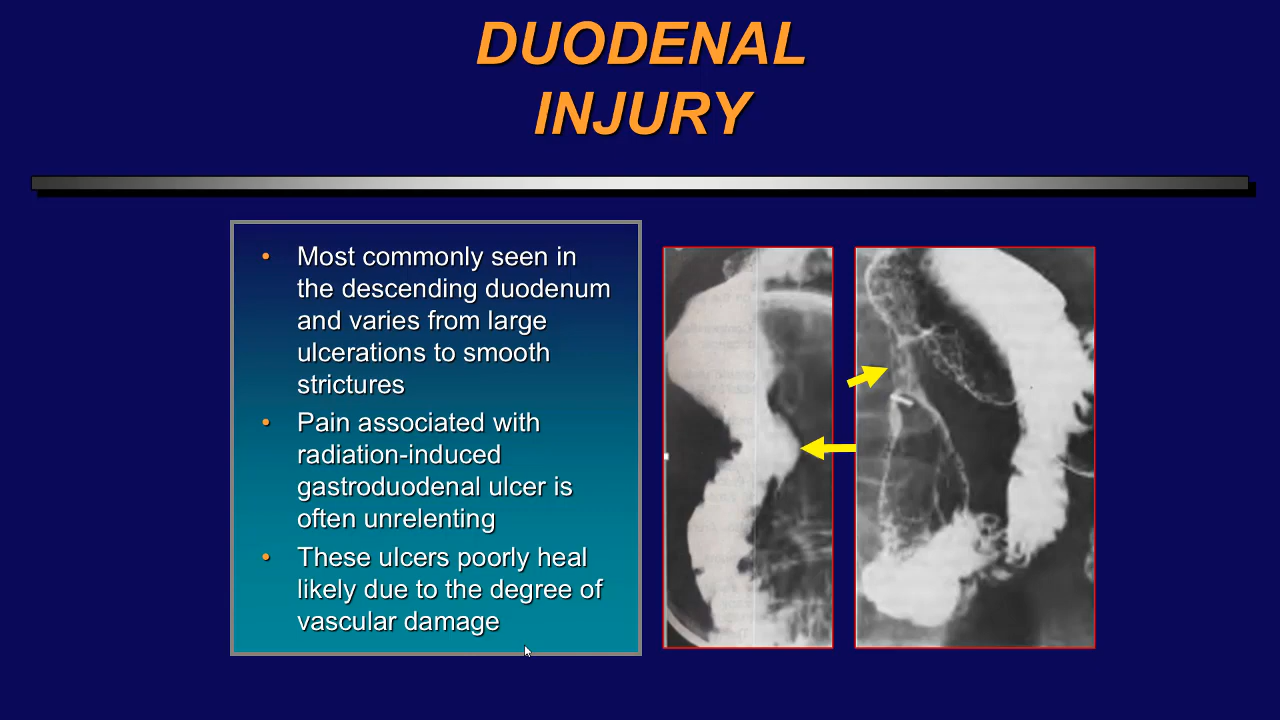 DUODENAL
INJURY
• Most commonly seen in
the descending duodenum
and varies from large
ulcerations to smooth
strictures
• Pain associated with
radiation-induced
gastroduodenal ulcer is
often unrelenting
• These ulcers poorly heal
likely due to the degree of
vascular damage